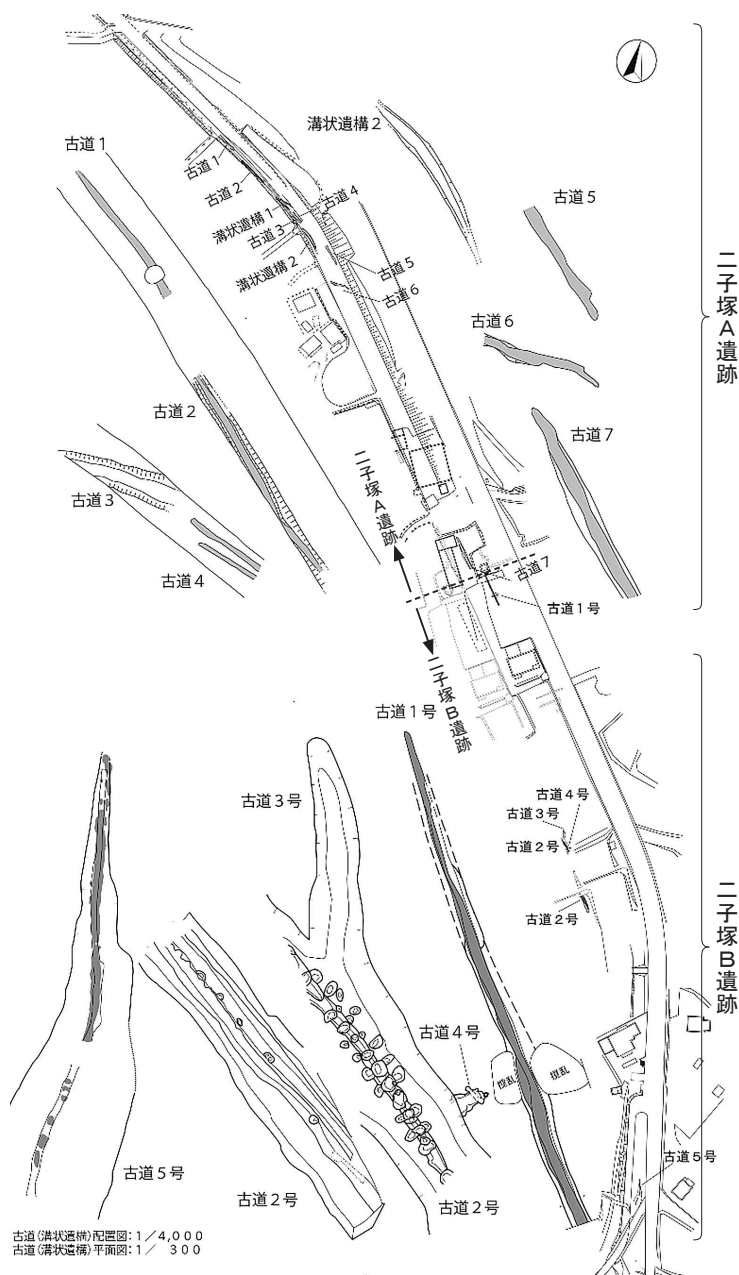 古道1
溝状遺構2
古道1
古道2
溝状遺構1
古道3
古道4
溝状遺構2
古道5
古道6
古道5
古道6
古道7
二子塚A遺跡
古道2
古道3
古道4
二子塚A遺跡
古道7
古道1号
二子塚B遺跡
古道1号
古道3号
古道4号
古道3号
古道2号
古道2号
二子塚B遺跡
古道4号
攪乱
攪乱
古道5号
古道5号
古道2号
古道2号
古道(溝状遺構)配置図:1/4,000
古道(溝状遺構)平面図:1/ 300